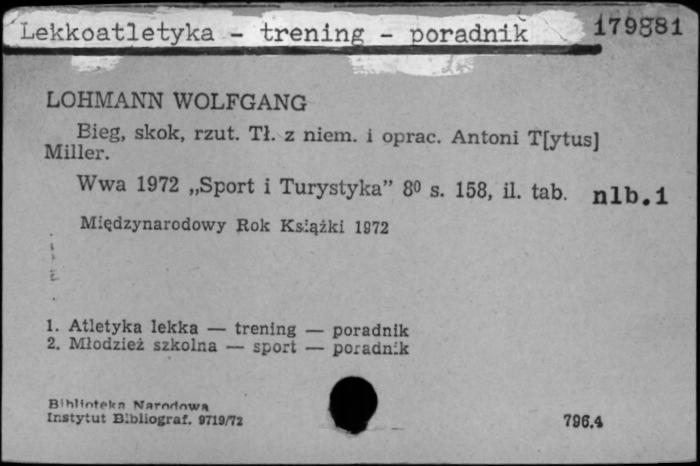 Lekkoatletyka - trening - poradnik 179881
LOHMANN WOLFGANG
Bieg, skok, rzut. Tł. z niem. i oprac. Antoni T[ytus]
Miller.
Wwa 1972 „Sport i Turystyka” 8⁰ s. 158, il. tab. nlb.1
Międzynarodowy Rok Książki 1972
1. Atletyka lekka — trening — poradnik
2. Młodzież szkolna — sport — poradnik
Biblioteka Narodowa
Instytut Bibliograf. 9719/72
796.4